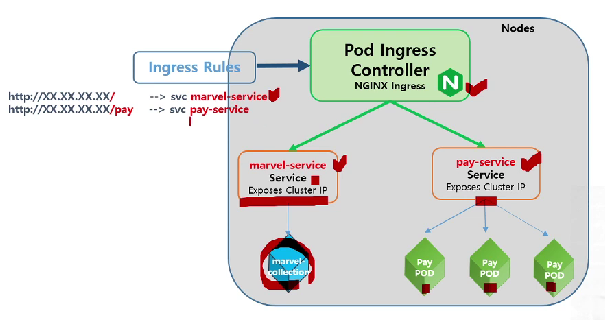 Nodes
Pod Ingress
Controller
NGINX Ingress
N
Ingress Rules
http://XX.XX.XX.XX/ --> svc marvel-service
http://XX.XX.XX.XX/pay --> svc pay-service
marvel-service
Service
Exposes Cluster IP
pay-service
Service
Exposes Cluster IP
marvel-
collection
Pay
POD
Pay
POD
Pay
POD